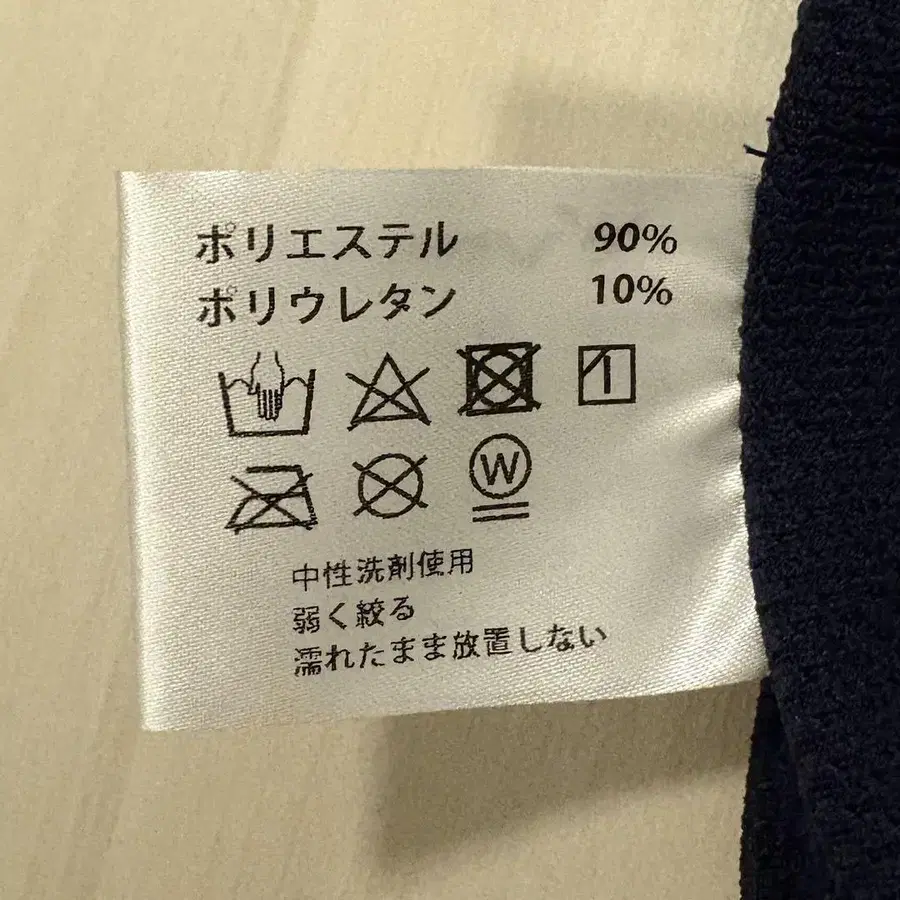 ポリエステル 90%
ポリウレタン 10%
W
中性洗剤使用
弱く絞る
濡れたまま放置しない